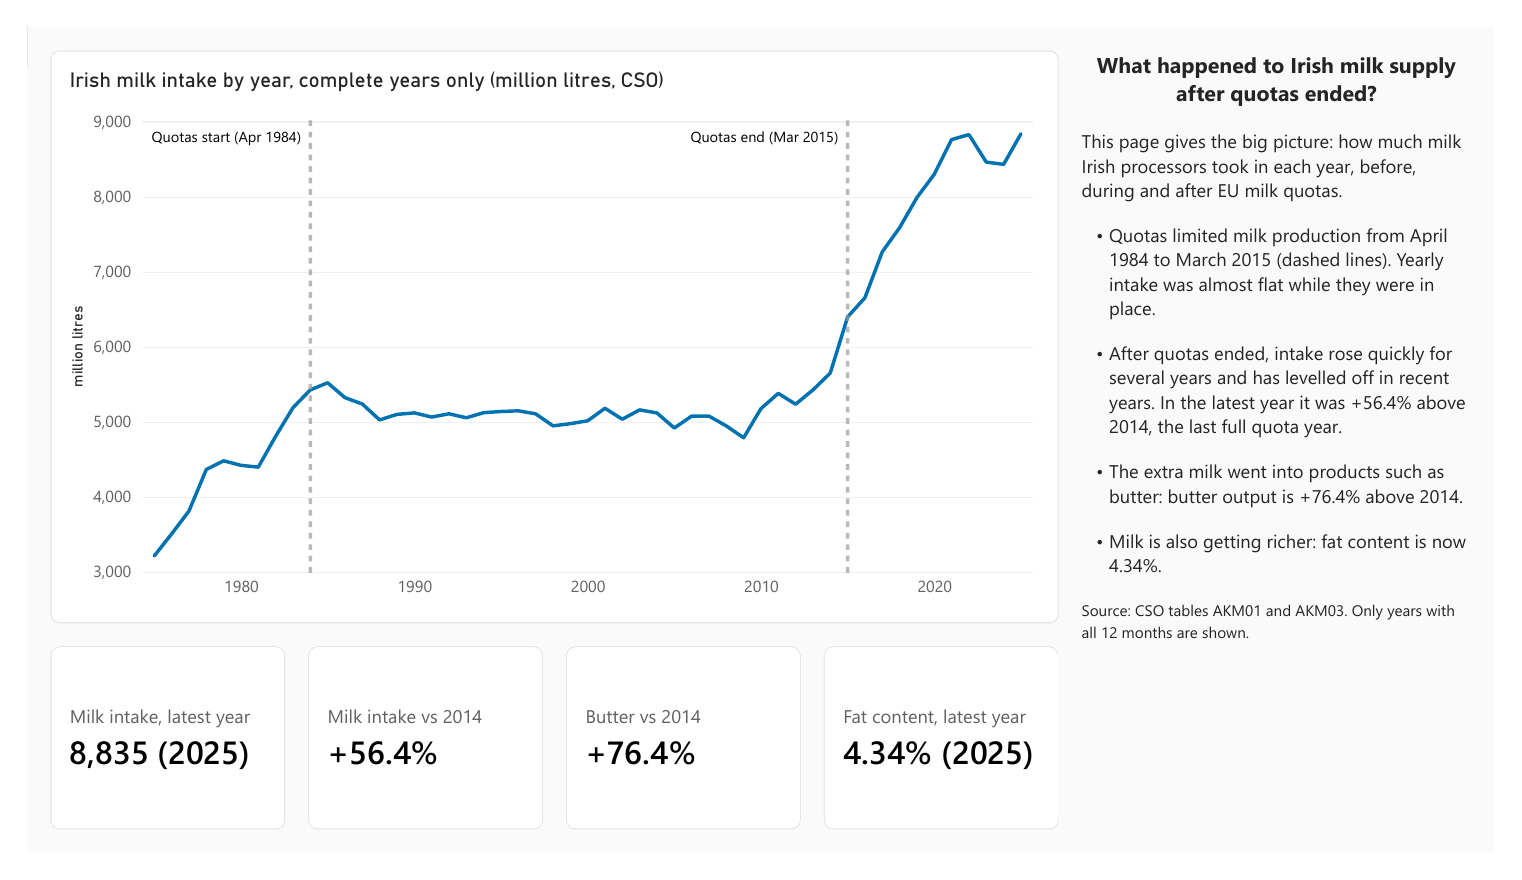 Irish milk intake by year, complete years only (million litres, CSO)
million litres
9,000
8,000
7,000
6,000
5,000
4,000
3,000
Quotas start (Apr 1984)
Quotas end (Mar 2015)
1980
1990
2000
2010
2020
Milk intake, latest year
8,835 (2025)
Milk intake vs 2014
+56.4%
Butter vs 2014
+76.4%
Fat content, latest year
4.34% (2025)
What happened to Irish milk supply
after quotas ended?
This page gives the big picture: how much milk
Irish processors took in each year, before,
during and after EU milk quotas.
• Quotas limited milk production from April
1984 to March 2015 (dashed lines). Yearly
intake was almost flat while they were in
place.
• After quotas ended, intake rose quickly for
several years and has levelled off in recent
years. In the latest year it was +56.4% above
2014, the last full quota year.
• The extra milk went into products such as
butter: butter output is +76.4% above 2014.
• Milk is also getting richer: fat content is now
4.34%.
Source: CSO tables AKM01 and AKM03. Only years with
all 12 months are shown.